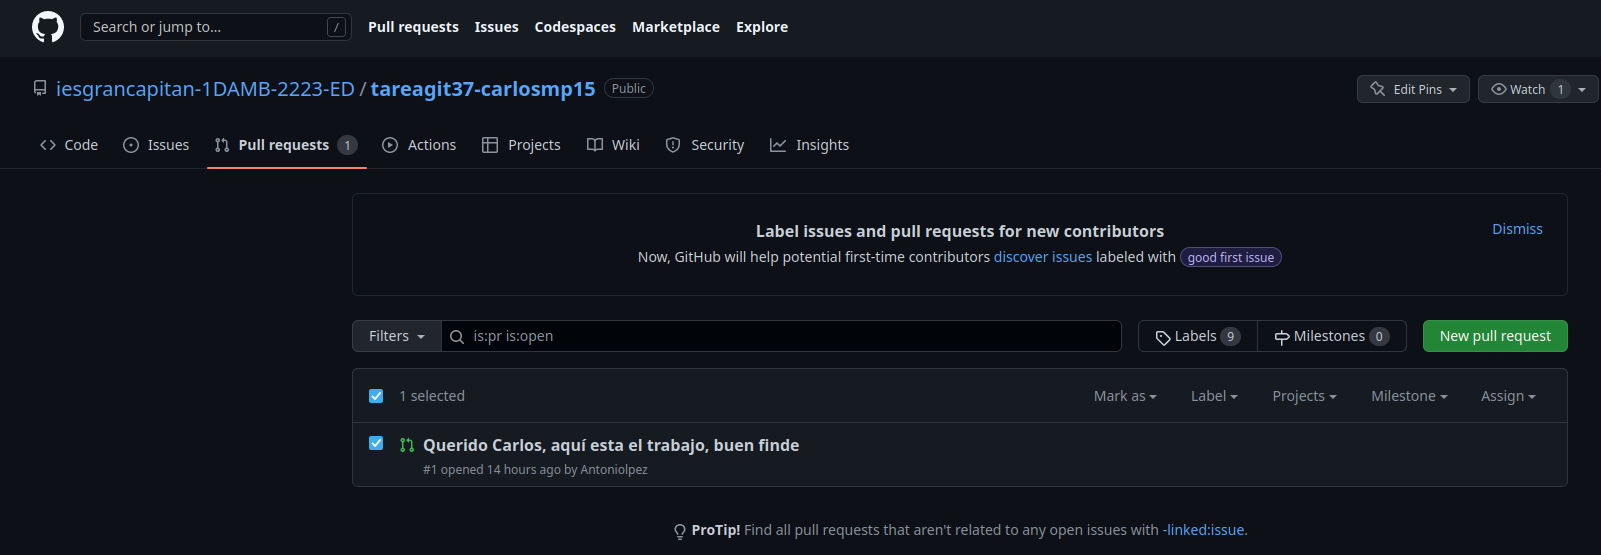 Search or jump to... / Pull requests Issues Codespaces Marketplace Explore
iesgrancapitan-1DAMB-2223-ED / tareagit37-carlosmp15 Public Edit Pins Watch 1
Code Issues Pull requests 1 Actions Projects Wiki Security Insights
Label issues and pull requests for new contributors Dismiss
Now, GitHub will help potential first-time contributors discover issues labeled with good first issue
Filters is:pr is:open Labels 9 Milestones 0 New pull request
1 selected Mark as Label Projects Milestone Assign
Querido Carlos, aquí esta el trabajo, buen finde
#1 opened 14 hours ago by Antoniolpez
ProTip! Find all pull requests that aren't related to any open issues with -linked:issue.